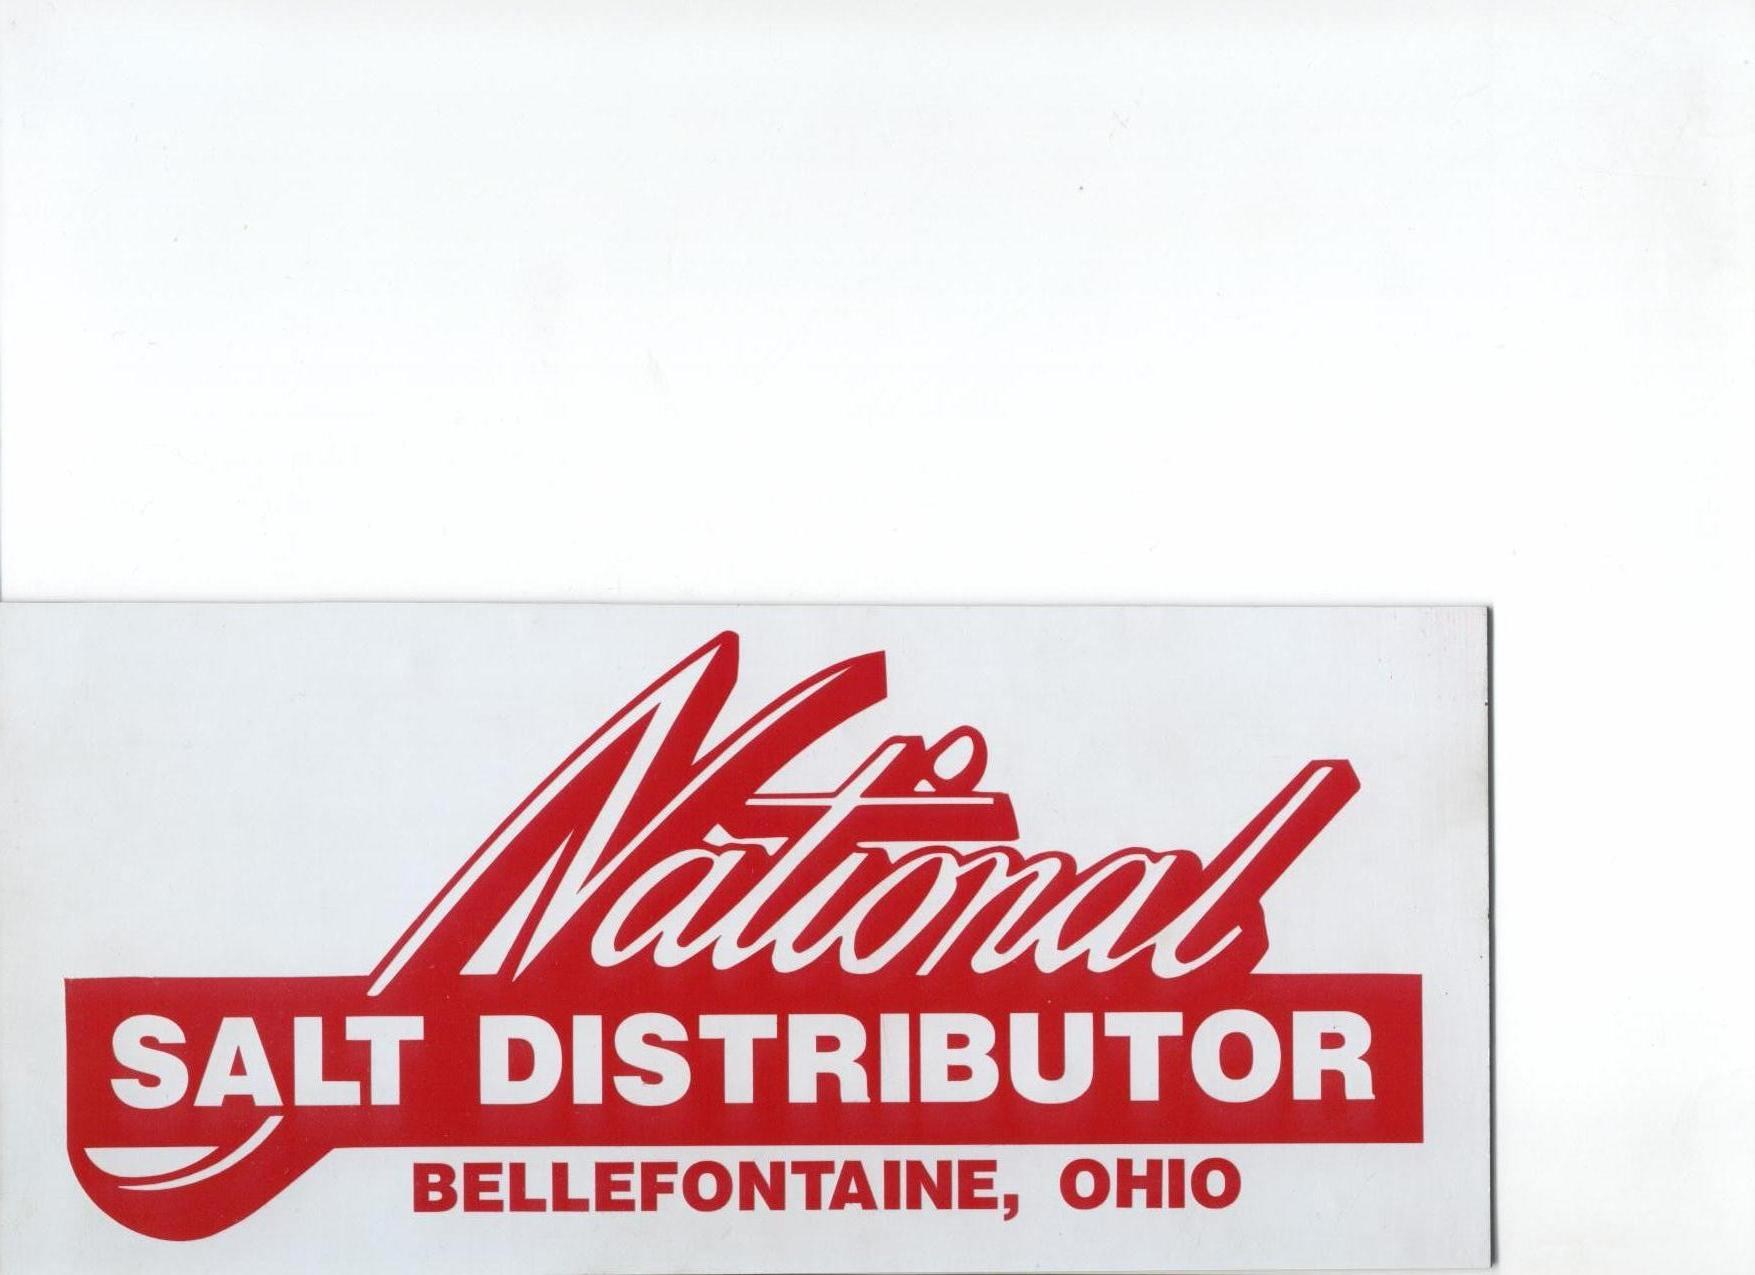 National
SALT DISTRIBUTOR
BELLEFONTAINE, OHIO